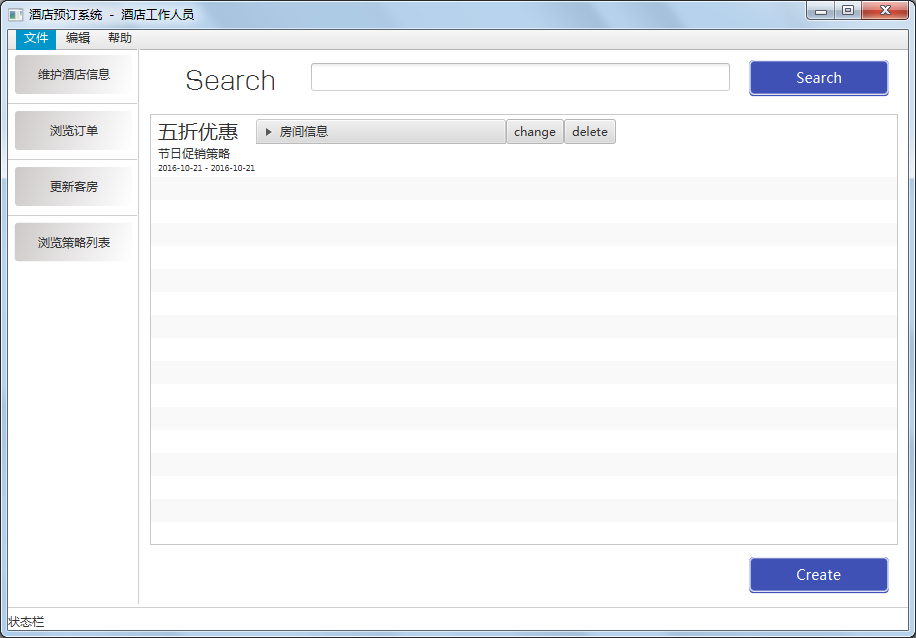 酒店预订系统 - 酒店工作人员
文件 编辑 帮助
维护酒店信息
浏览订单
更新客房
浏览策略列表
Search
Search
五折优惠
房间信息
change
delete
节日促销策略
2016-10-21 - 2016-10-21
Create
状态栏